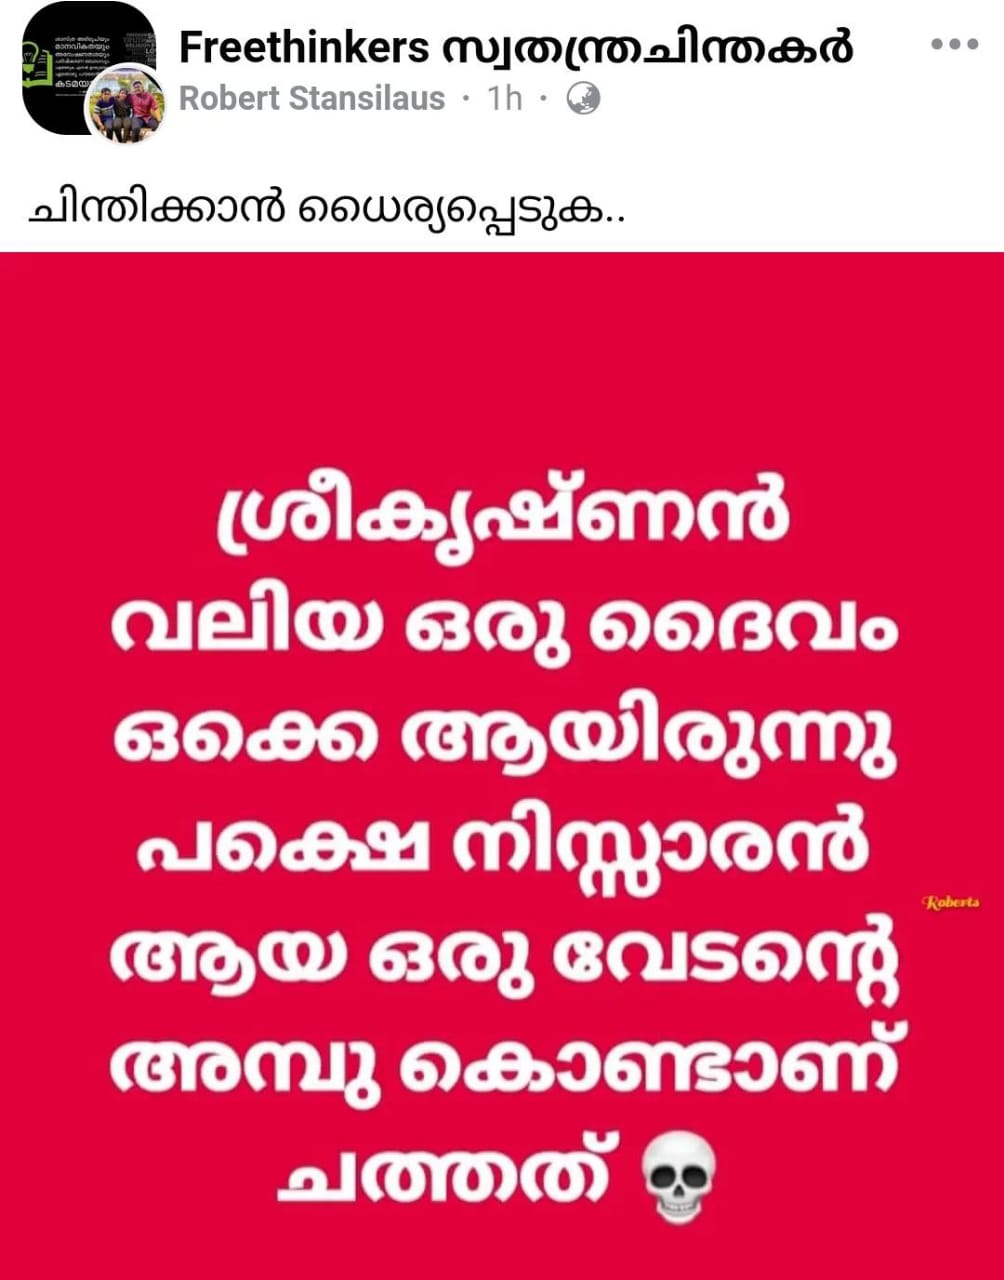 Freethinkers സ്വതന്ത്രചിന്തകർ
Robert Stansilaus · 1h ·
ചിന്തിക്കാൻ ധൈര്യപ്പെടുക..
ശ്രീകൃഷ്ണൻ
വലിയ ഒരു ദൈവം
ഒക്കെ ആയിരുന്നു
പക്ഷെ നിസ്സാരൻ
Roberts
ആയ ഒരു വേടന്റെ
അമ്പു കൊണ്ടാണ്
ചത്തത് 💀